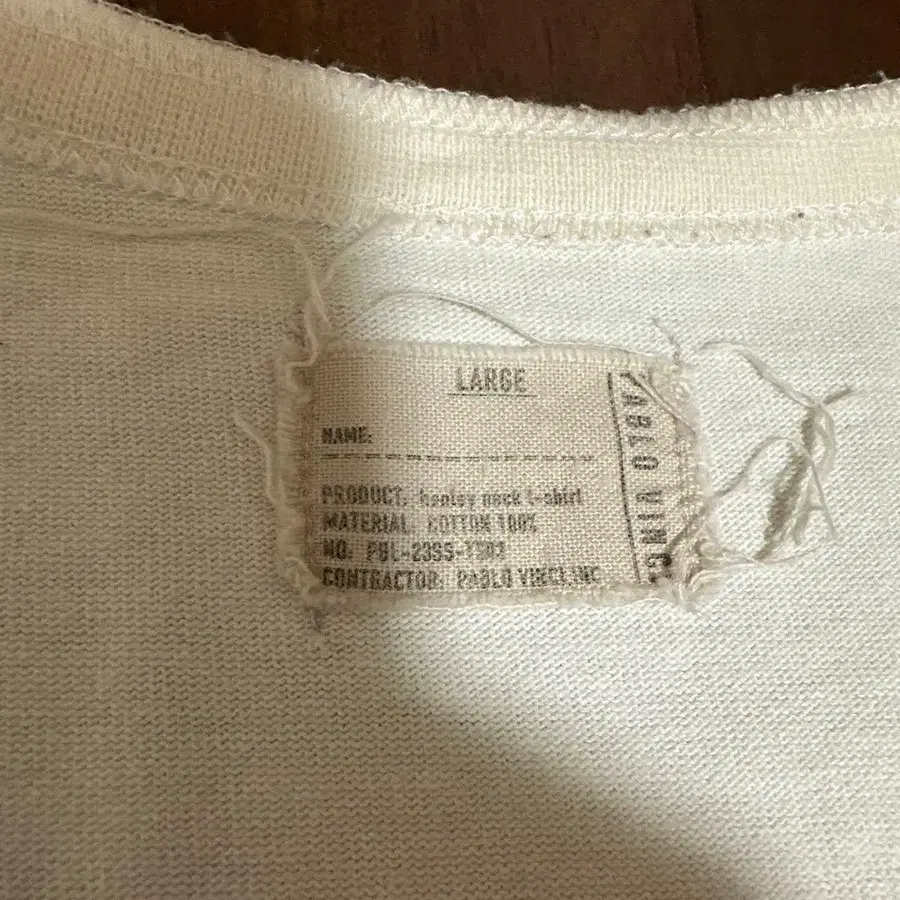 LARGE
NAME:
PRODUCT. henley neck t-shirt
MATERIAL. COTTON 100%
NO. PBL-23SS-TS01
CONTRACTOR. PABLO VINCI.INC
PABLO VINCI